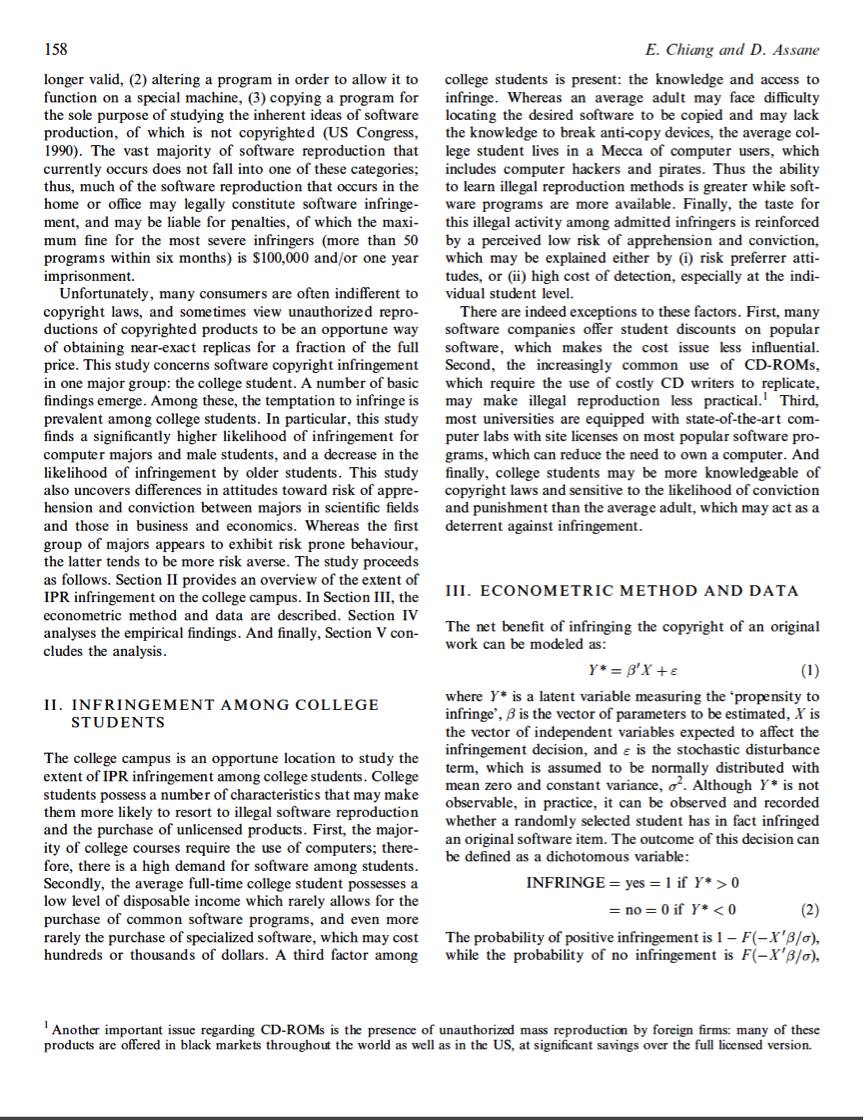 158
E. Chiang and D. Assane
longer valid, (2) altering a program in order to allow it to
function on a special machine, (3) copying a program for
the sole purpose of studying the inherent ideas of software
production, of which is not copyrighted (US Congress,
1990). The vast majority of software reproduction that
currently occurs does not fall into one of these categories;
thus, much of the software reproduction that occurs in the
home or office may legally constitute software infringe-
ment, and may be liable for penalties, of which the maxi-
mum fine for the most severe infringers (more than 50
programs within six months) is $100,000 and/or one year
imprisonment.
Unfortunately, many consumers are often indifferent to
copyright laws, and sometimes view unauthorized repro-
ductions of copyrighted products to be an opportune way
of obtaining near-exact replicas for a fraction of the full
price. This study concerns software copyright infringement
in one major group: the college student. A number of basic
findings emerge. Among these, the temptation to infringe is
prevalent among college students. In particular, this study
finds a significantly higher likelihood of infringement for
computer majors and male students, and a decrease in the
likelihood of infringement by older students. This study
also uncovers differences in attitudes toward risk of appre-
hension and conviction between majors in scientific fields
and those in business and economics. Whereas the first
group of majors appears to exhibit risk prone behaviour,
the latter tends to be more risk averse. The study proceeds
as follows. Section II provides an overview of the extent of
IPR infringement on the college campus. In Section III, the
econometric method and data are described. Section IV
analyses the empirical findings. And finally, Section V con-
cludes the analysis.
II. INFRINGEMENT AMONG COLLEGE
STUDENTS
The college campus is an opportune location to study the
extent of IPR infringement among college students. College
students possess a number of characteristics that may make
them more likely to resort to illegal software reproduction
and the purchase of unlicensed products. First, the major-
ity of college courses require the use of computers; there-
fore, there is a high demand for software among students.
Secondly, the average full-time college student possesses a
low level of disposable income which rarely allows for the
purchase of common software programs, and even more
rarely the purchase of specialized software, which may cost
hundreds or thousands of dollars. A third factor among
college students is present: the knowledge and access to
infringe. Whereas an average adult may face difficulty
locating the desired software to be copied and may lack
the knowledge to break anti-copy devices, the average col-
lege student lives in a Mecca of computer users, which
includes computer hackers and pirates. Thus the ability
to learn illegal reproduction methods is greater while soft-
ware programs are more available. Finally, the taste for
this illegal activity among admitted infringers is reinforced
by a perceived low risk of apprehension and conviction,
which may be explained either by (i) risk preferrer atti-
tudes, or (ii) high cost of detection, especially at the indi-
vidual student level.
There are indeed exceptions to these factors. First, many
software companies offer student discounts on popular
software, which makes the cost issue less influential.
Second, the increasingly common use of CD-ROMs,
which require the use of costly CD writers to replicate,
may make illegal reproduction less practical.¹ Third,
most universities are equipped with state-of-the-art com-
puter labs with site licenses on most popular software pro-
grams, which can reduce the need to own a computer. And
finally, college students may be more knowledgeable of
copyright laws and sensitive to the likelihood of conviction
and punishment than the average adult, which may act as a
deterrent against infringement.
III. ECONOMETRIC METHOD AND DATA
The net benefit of infringing the copyright of an original
work can be modeled as:
Y* = β′X + ε (1)
where Y* is a latent variable measuring the ‘propensity to
infringe’, β is the vector of parameters to be estimated, X is
the vector of independent variables expected to affect the
infringement decision, and ε is the stochastic disturbance
term, which is assumed to be normally distributed with
mean zero and constant variance, σ². Although Y* is not
observable, in practice, it can be observed and recorded
whether a randomly selected student has in fact infringed
an original software item. The outcome of this decision can
be defined as a dichotomous variable:
INFRINGE = yes = 1 if Y* > 0
= no = 0 if Y* < 0 (2)
The probability of positive infringement is 1 − F(−X′β/σ),
while the probability of no infringement is F(−X′β/σ),
¹ Another important issue regarding CD-ROMs is the presence of unauthorized mass reproduction by foreign firms: many of these
products are offered in black markets throughout the world as well as in the US, at significant savings over the full licensed version.